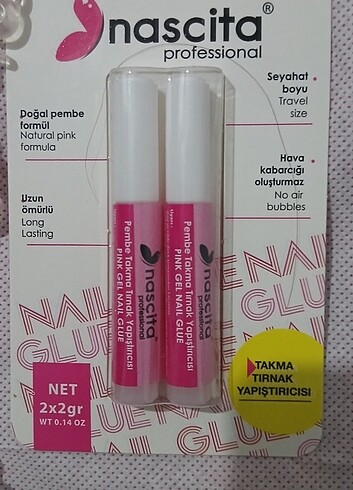 nascita®
professional
Doğal pembe
formül
Natural pink
formula
Uzun
ömürlü
Long
Lasting
Seyahat
boyu
Travel
size
Hava
kabarcığı
oluşturmaz
No air
bubbles
nascita
professional
Pembe Takma Tırnak Yapıştırıcısı
PINK GEL NAIL GLUE
nascita
professional
Pembe Takma Tırnak Yapıştırıcısı
PINK GEL NAIL GLUE
NAIL
GLUE
NAIL
GLUE
NET
2x2gr
WT 0.14 OZ
TAKMA
TIRNAK
YAPIŞTIRICISI